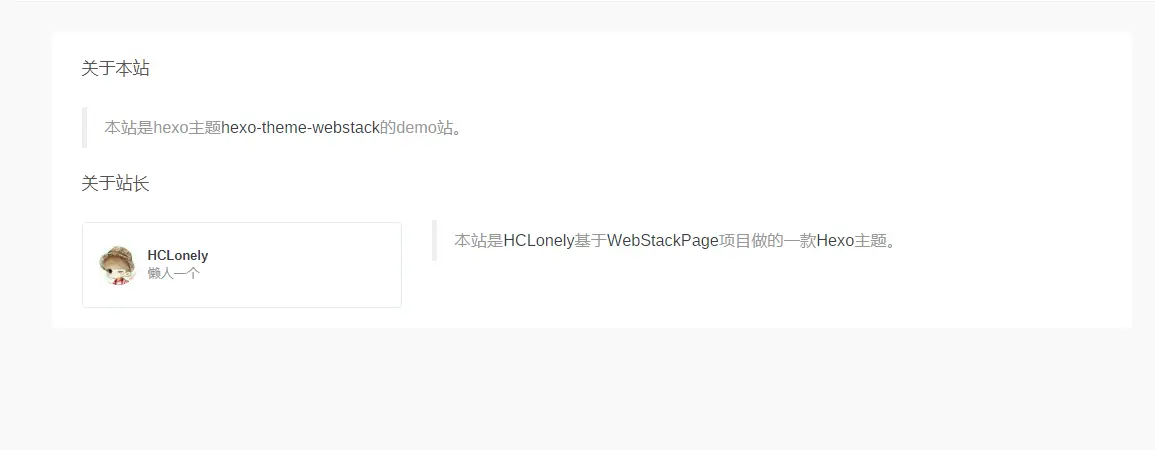 关于本站
本站是hexo主题hexo-theme-webstack的demo站。
关于站长
HCLonely
懒人一个
本站是HCLonely基于WebStackPage项目做的一款Hexo主题。